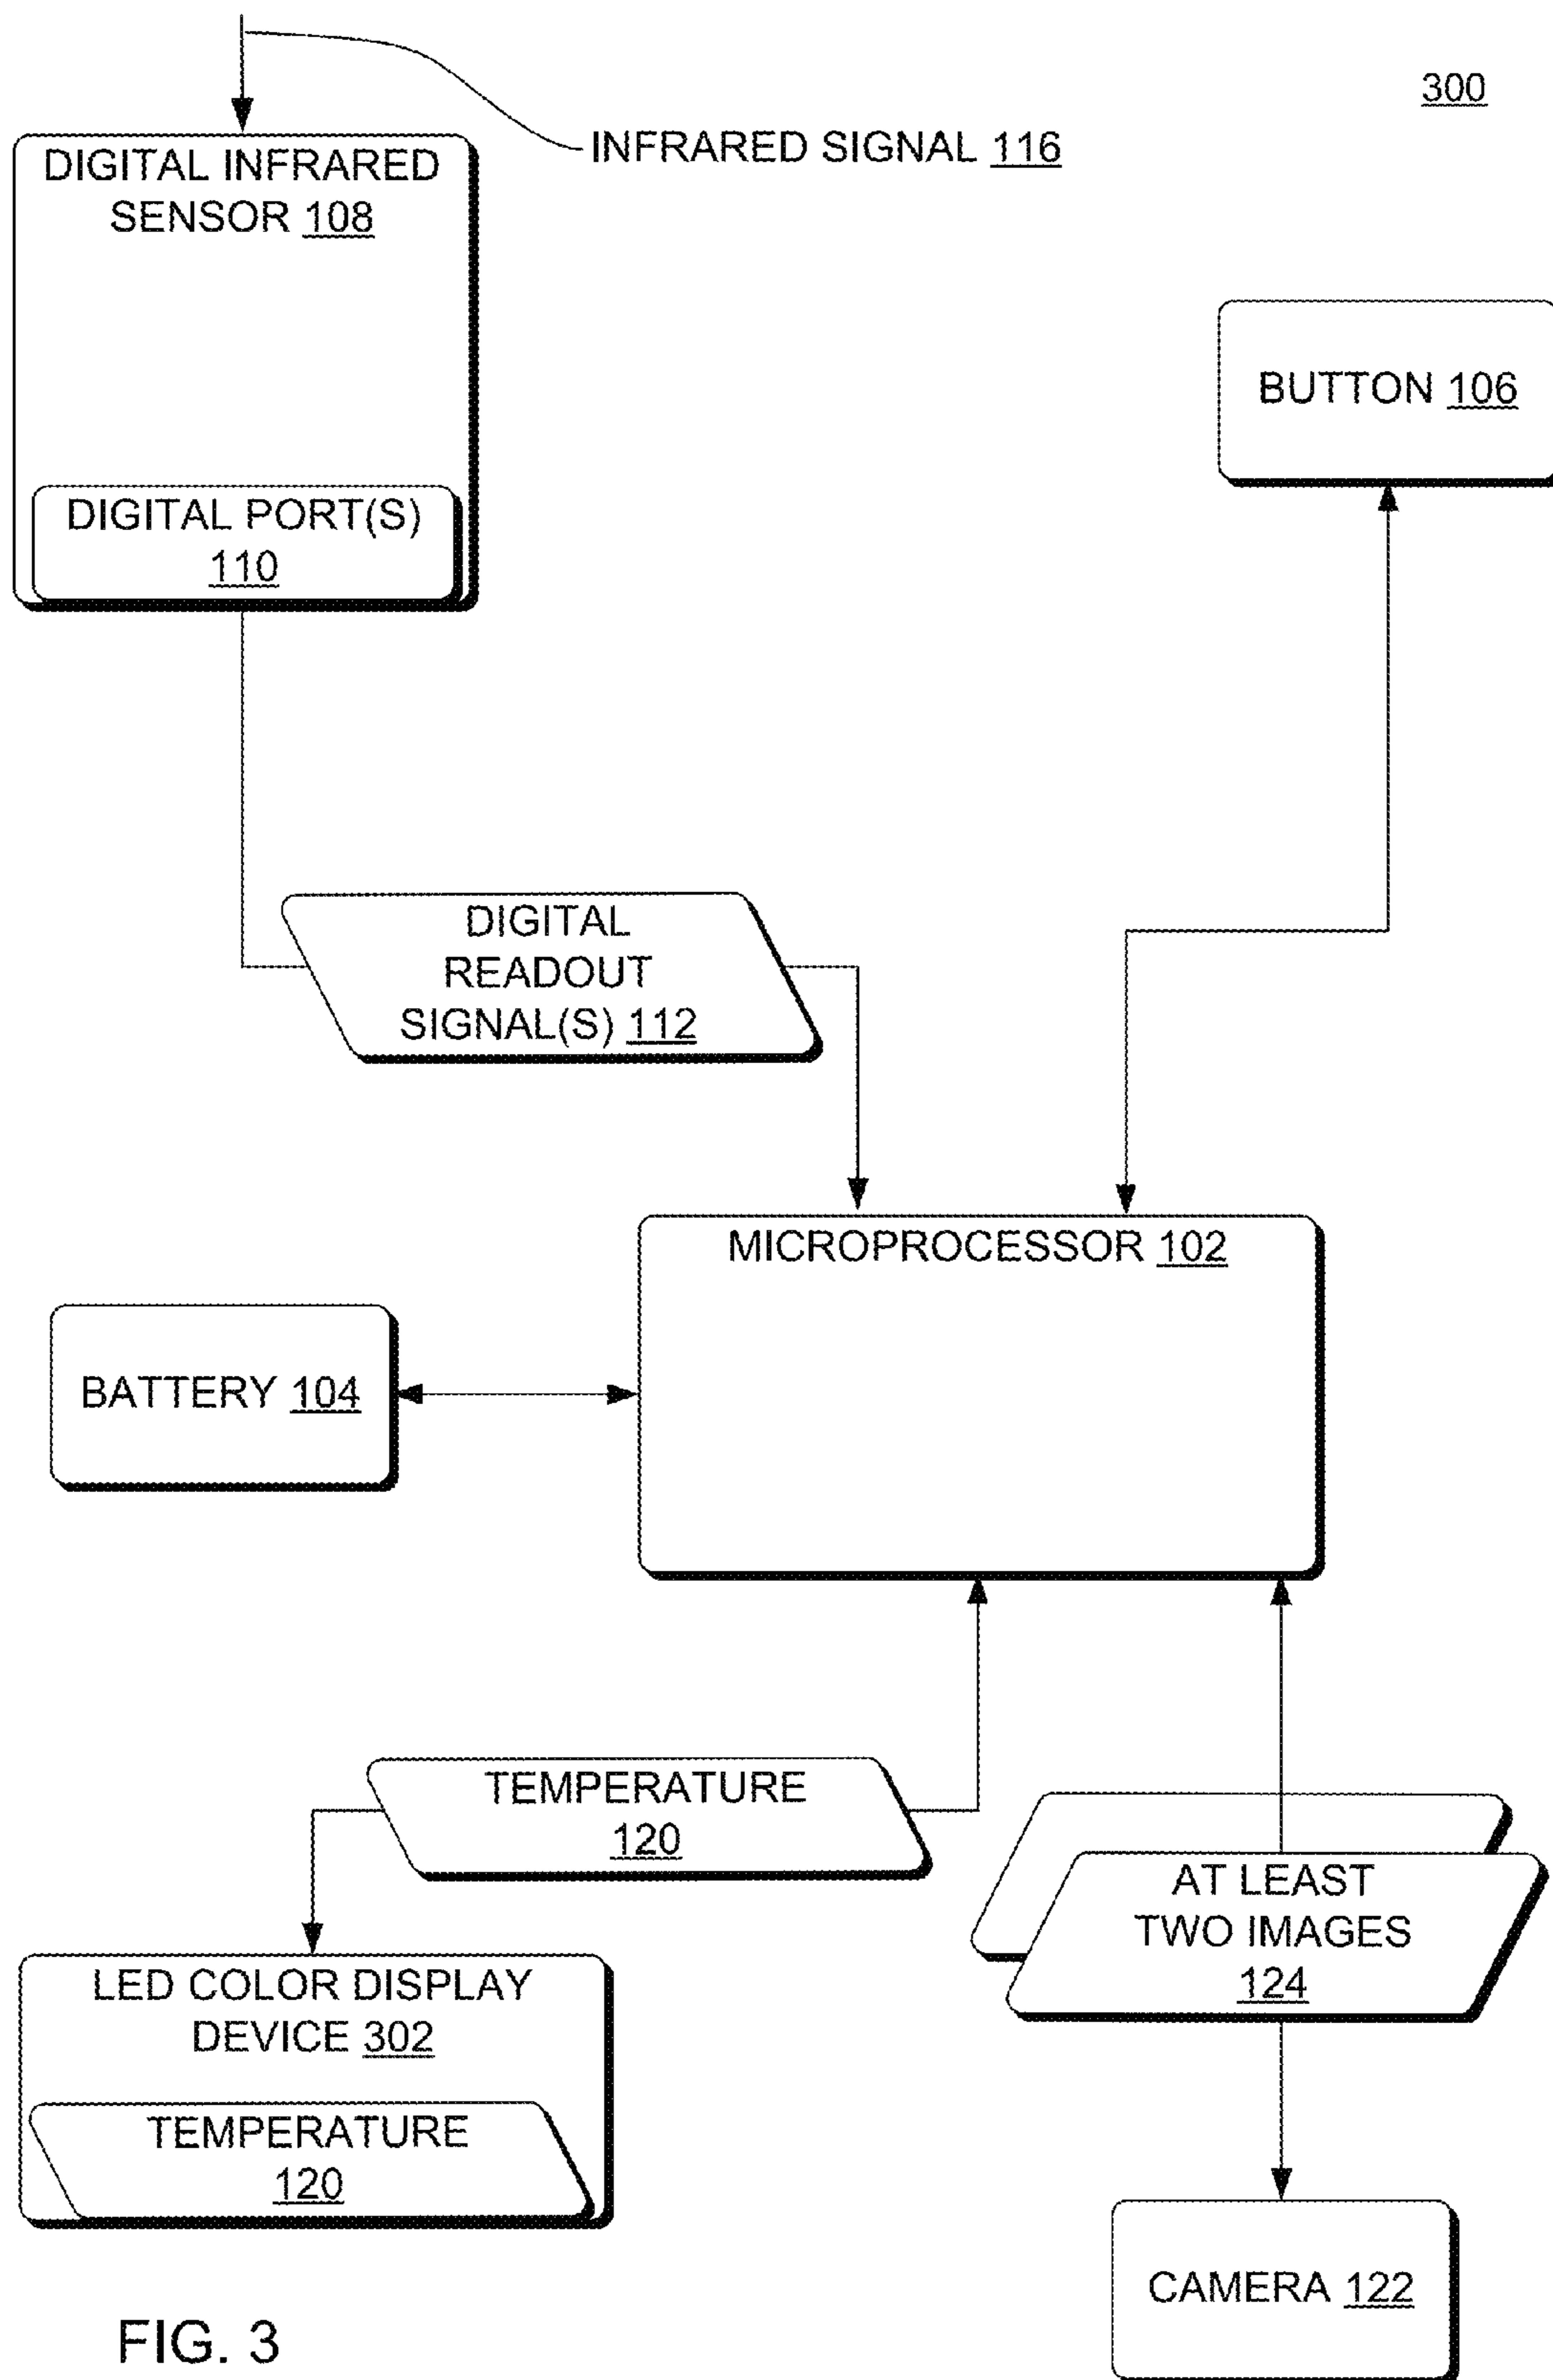 300
INFRARED SIGNAL 116
DIGITAL INFRARED
SENSOR 108
DIGITAL PORT(S)
110
BUTTON 106
DIGITAL
READOUT
SIGNAL(S) 112
MICROPROCESSOR 102
BATTERY 104
TEMPERATURE
120
AT LEAST
TWO IMAGES
124
LED COLOR DISPLAY
DEVICE 302
TEMPERATURE
120
CAMERA 122
FIG. 3